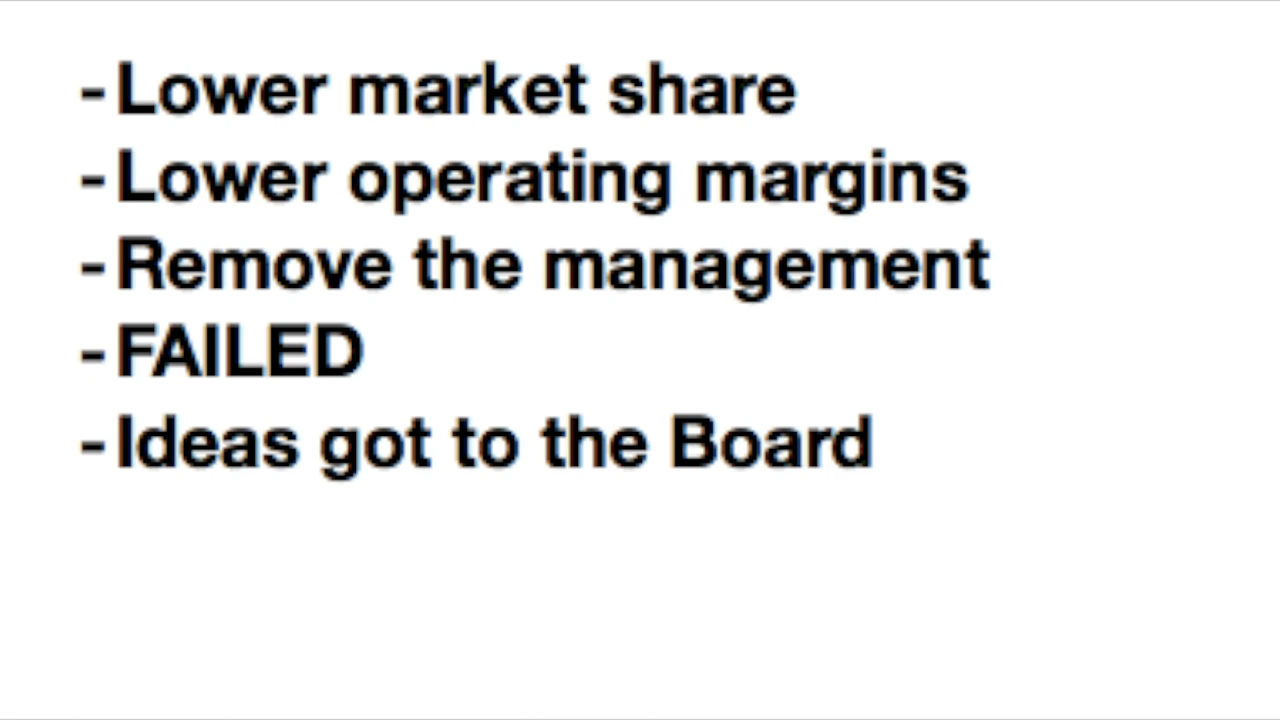 - Lower market share
- Lower operating margins
- Remove the management
- FAILED
- Ideas got to the Board